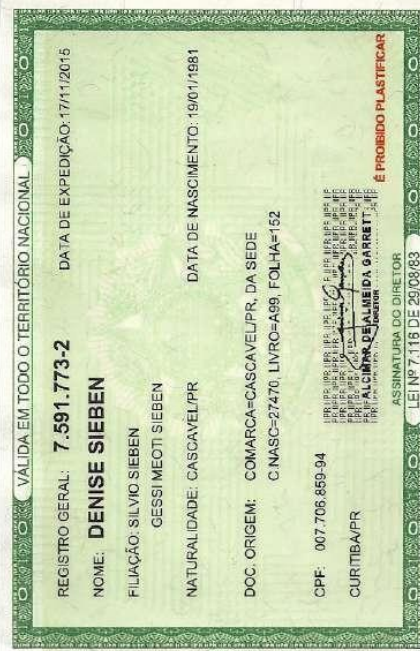 VÁLIDA EM TODO O TERRITÓRIO NACIONAL
REGISTRO GERAL: 7.591.773-2 DATA DE EXPEDIÇÃO: 17/11/2015
NOME: DENISE SIEBEN
FILIAÇÃO: SILVIO SIEBEN
GESSI MEOTI SIEBEN
NATURALIDADE: CASCAVEL/PR DATA DE NASCIMENTO: 19/01/1981
DOC. ORIGEM: COMARCA=CASCAVEL/PR, DA SEDE
C.NASC=27470, LIVRO=A99, FOLHA=152
CPF: 007.706.859-94
CURITIBA/PR
ALCIMAR DE ALMEIDA GARRETT
DIRETOR
É PROIBIDO PLASTIFICAR
ASSINATURA DO DIRETOR
LEI Nº 7.116 DE 29/08/83